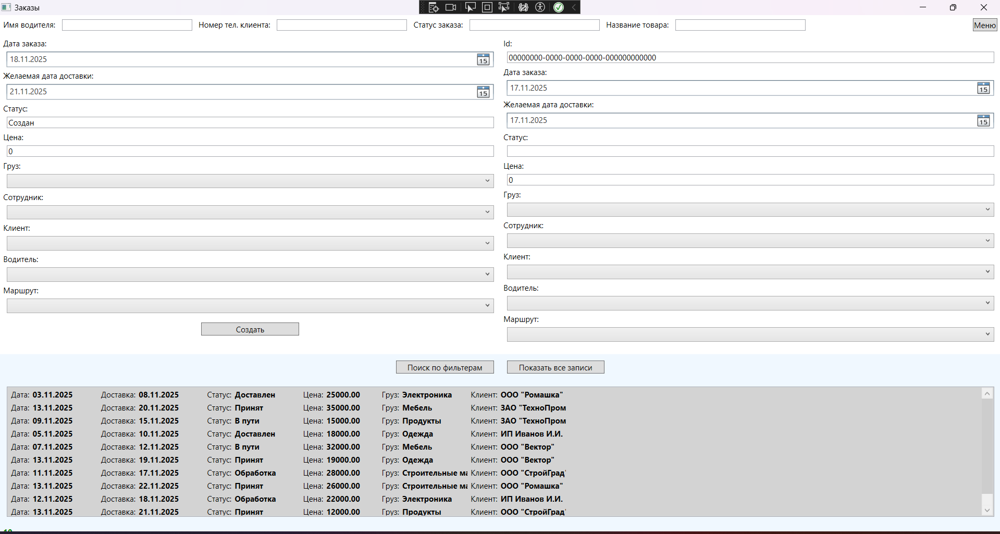 Заказы
Имя водителя: Номер тел. клиента: Статус заказа: Название товара: Меню
Дата заказа:
18.11.2025 15
Желаемая дата доставки:
21.11.2025 15
Статус:
Создан
Цена:
0
Груз:
Сотрудник:
Клиент:
Водитель:
Маршрут:
Создать
Id:
00000000-0000-0000-0000-000000000000
Дата заказа:
17.11.2025 15
Желаемая дата доставки:
17.11.2025 15
Статус:
Цена:
0
Груз:
Сотрудник:
Клиент:
Водитель:
Маршрут:
Поиск по фильтерам Показать все записи
Дата: 03.11.2025 Доставка: 08.11.2025 Статус: Доставлен Цена: 25000.00 Груз: Электроника Клиент: ООО "Ромашка"
Дата: 13.11.2025 Доставка: 20.11.2025 Статус: Принят Цена: 35000.00 Груз: Мебель Клиент: ЗАО "ТехноПром
Дата: 09.11.2025 Доставка: 15.11.2025 Статус: В пути Цена: 15000.00 Груз: Продукты Клиент: ЗАО "ТехноПром
Дата: 05.11.2025 Доставка: 10.11.2025 Статус: Доставлен Цена: 18000.00 Груз: Одежда Клиент: ИП Иванов И.И.
Дата: 07.11.2025 Доставка: 12.11.2025 Статус: В пути Цена: 32000.00 Груз: Мебель Клиент: ООО "Вектор"
Дата: 13.11.2025 Доставка: 19.11.2025 Статус: Принят Цена: 19000.00 Груз: Одежда Клиент: ООО "Вектор"
Дата: 11.11.2025 Доставка: 17.11.2025 Статус: Обработка Цена: 28000.00 Груз: Строительные ма Клиент: ООО "СтройГрад"
Дата: 13.11.2025 Доставка: 22.11.2025 Статус: Принят Цена: 26000.00 Груз: Строительные ма Клиент: ООО "Ромашка"
Дата: 12.11.2025 Доставка: 18.11.2025 Статус: Обработка Цена: 22000.00 Груз: Электроника Клиент: ИП Иванов И.И.
Дата: 13.11.2025 Доставка: 21.11.2025 Статус: Принят Цена: 12000.00 Груз: Продукты Клиент: ООО "СтройГрад"